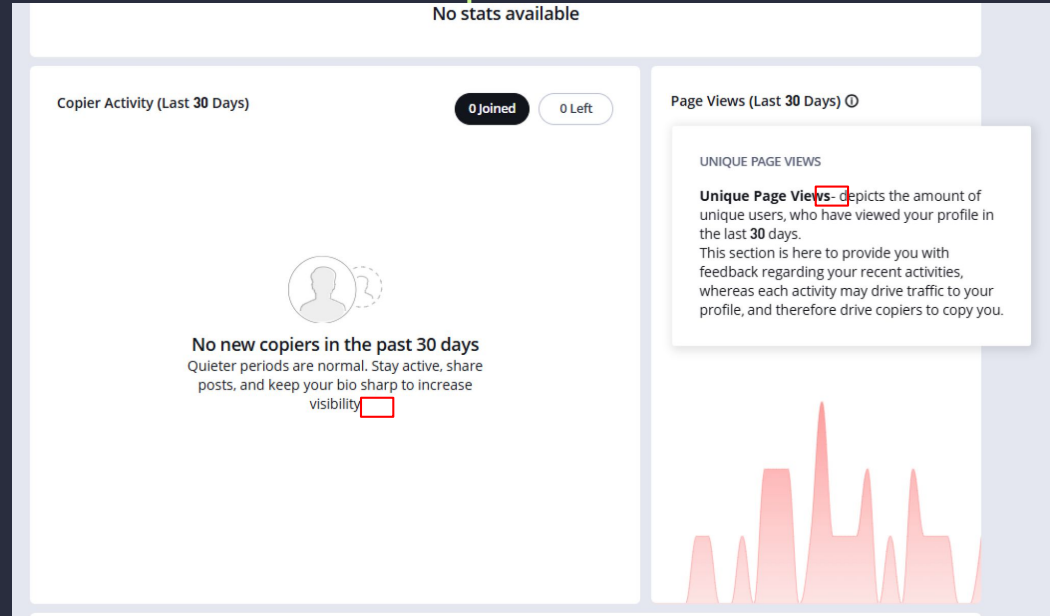 No stats available
Copier Activity (Last 30 Days)
0 Joined
0 Left
No new copiers in the past 30 days
Quieter periods are normal. Stay active, share
posts, and keep your bio sharp to increase
visibility
Page Views (Last 30 Days)
UNIQUE PAGE VIEWS
Unique Page Views- depicts the amount of
unique users, who have viewed your profile in
the last 30 days.
This section is here to provide you with
feedback regarding your recent activities,
whereas each activity may drive traffic to your
profile, and therefore drive copiers to copy you.